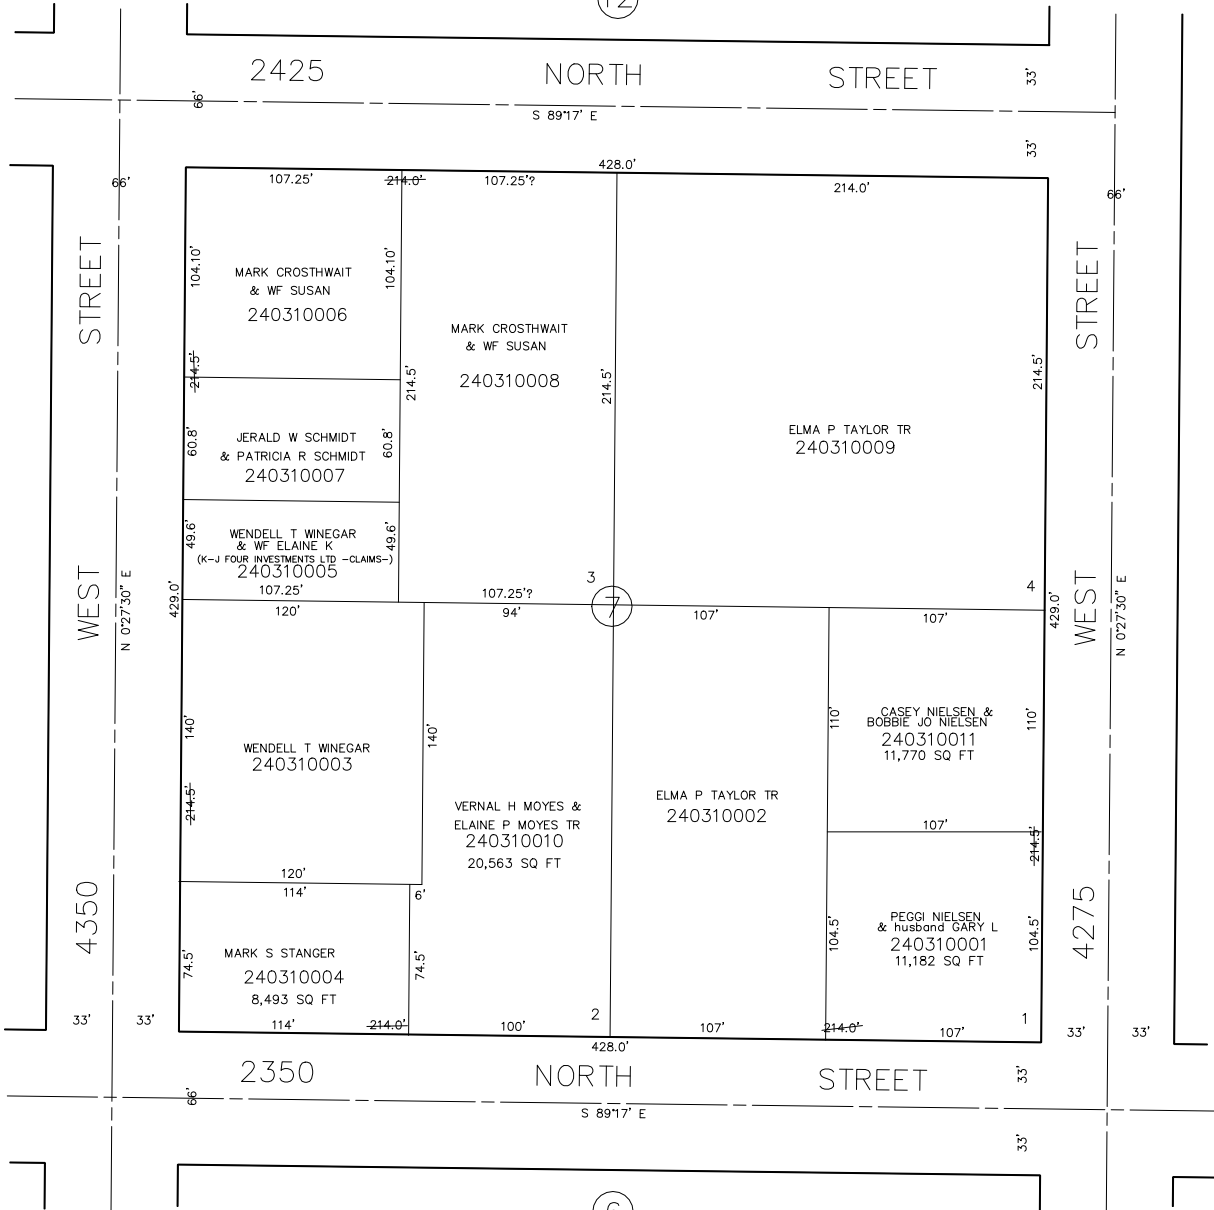 12
2425 NORTH STREET
33'
66'
S 89°17' E
33'
428.0'
66'
107.25' 214.0' 107.25'? 214.0'
66'
STREET
104.10'
104.10'
MARK CROSTHWAIT
& WF SUSAN
240310006
STREET
MARK CROSTHWAIT
& WF SUSAN
240310008
214.5'
214.5'
214.5'
214.5'
ELMA P TAYLOR TR
240310009
60.8'
60.8'
JERALD W SCHMIDT
& PATRICIA R SCHMIDT
240310007
49.6'
49.6'
WENDELL T WINEGAR
& WF ELAINE K
(K-J FOUR INVESTMENTS LTD -CLAIMS-)
240310005
107.25' 107.25'?
3
4
7
WEST
N 0°27'30" E
429.0'
429.0'
WEST
N 0°27'30" E
120' 94' 107' 107'
140'
140'
110'
110'
CASEY NIELSEN &
BOBBIE JO NIELSEN
240310011
11,770 SQ FT
WENDELL T WINEGAR
240310003
214.5'
ELMA P TAYLOR TR
240310002
VERNAL H MOYES &
ELAINE P MOYES TR
240310010
20,563 SQ FT
107'
214.5'
120'
114'
6'
4350
4275
PEGGI NIELSEN
& husband GARY L
240310001
11,182 SQ FT
104.5'
104.5'
74.5'
74.5'
MARK S STANGER
240310004
8,493 SQ FT
2
1
33' 33'
114' 214.0' 100' 107' 214.0' 107'
33' 33'
428.0'
2350 NORTH STREET
33'
66'
S 89°17' E
33'